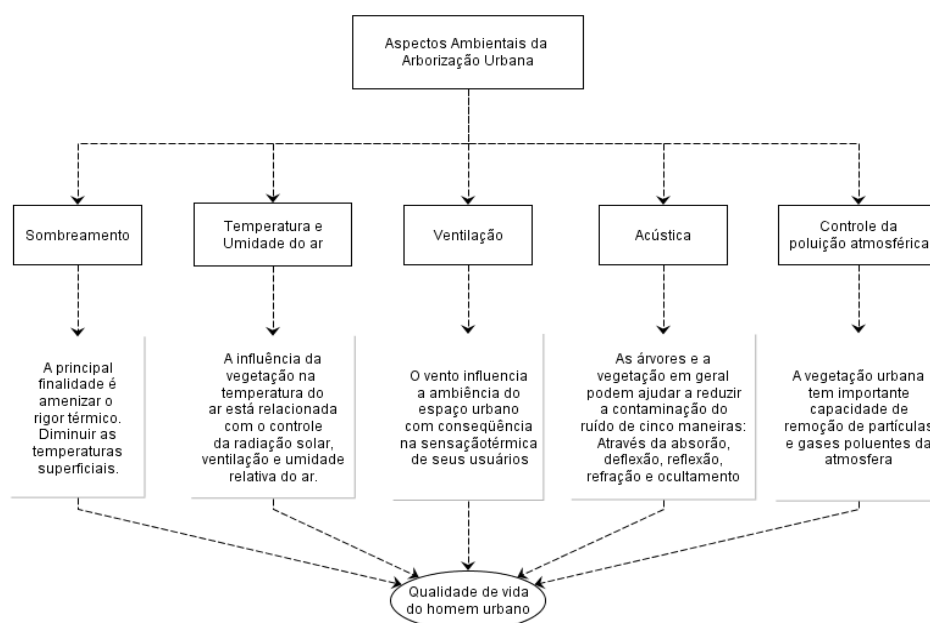 Aspectos Ambientais da
Arborização Urbana
Sombreamento
Temperatura e
Umidade do ar
Ventilação
Acústica
Controle da
poluição atmosférica
A principal
finalidade é
amenizar o
rigor térmico.
Diminuir as
temperaturas
superficiais.
A influência da
vegetação na
temperatura do
ar está relacionada
com o controle
da radiação solar,
ventilação e umidade
relativa do ar.
O vento influencia
a ambiência do
espaço urbano
com conseqüência
na sensaçãotérmica
de seus usuários
As árvores e a
vegetação em geral
podem ajudar a reduzir
a contaminação do
ruído de cinco maneiras:
Através da absorão,
deflexão, reflexão,
refração e ocultamento
A vegetação urbana
tem importante
capacidade de
remoção de partículas
e gases poluentes da
atmosfera
Qualidade de vida
do homem urbano